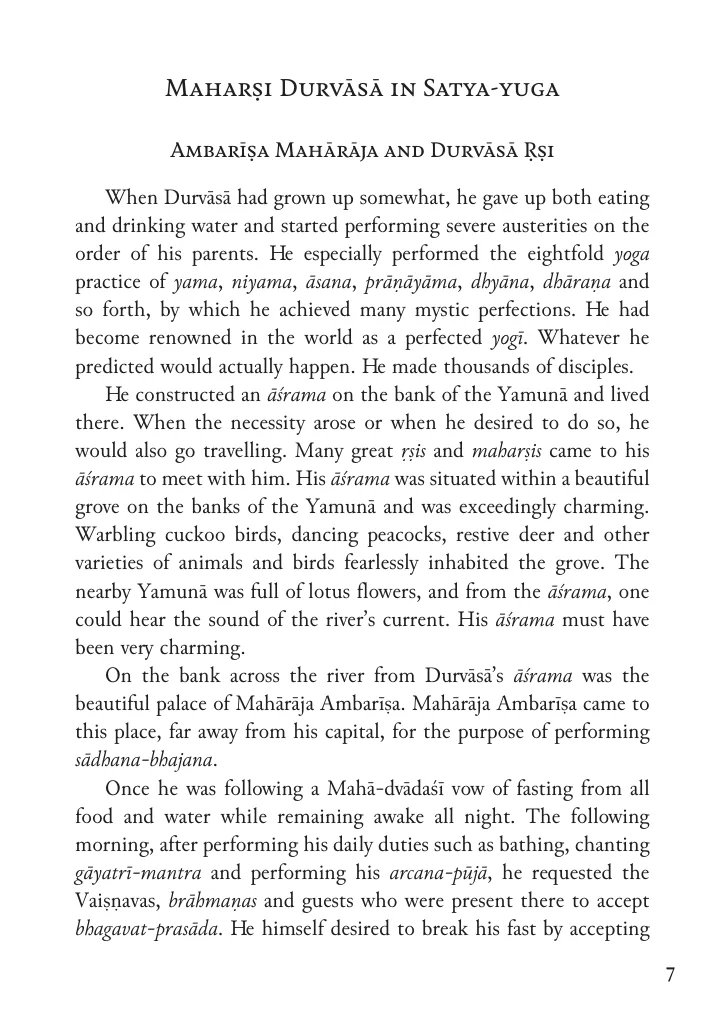 Maharṣi Durvāsā in Satya-yuga
Ambarīṣa Mahārāja and Durvāsā Ṛṣi
When Durvāsā had grown up somewhat, he gave up both eating
and drinking water and started performing severe austerities on the
order of his parents. He especially performed the eightfold yoga
practice of yama, niyama, āsana, prāṇāyāma, dhyāna, dhāraṇa and
so forth, by which he achieved many mystic perfections. He had
become renowned in the world as a perfected yogī. Whatever he
predicted would actually happen. He made thousands of disciples.
He constructed an āśrama on the bank of the Yamunā and lived
there. When the necessity arose or when he desired to do so, he
would also go travelling. Many great ṛṣis and maharṣis came to his
āśrama to meet with him. His āśrama was situated within a beautiful
grove on the banks of the Yamunā and was exceedingly charming.
Warbling cuckoo birds, dancing peacocks, restive deer and other
varieties of animals and birds fearlessly inhabited the grove. The
nearby Yamunā was full of lotus flowers, and from the āśrama, one
could hear the sound of the river’s current. His āśrama must have
been very charming.
On the bank across the river from Durvāsā’s āśrama was the
beautiful palace of Mahārāja Ambarīṣa. Mahārāja Ambarīṣa came to
this place, far away from his capital, for the purpose of performing
sādhana-bhajana.
Once he was following a Mahā-dvādaśī vow of fasting from all
food and water while remaining awake all night. The following
morning, after performing his daily duties such as bathing, chanting
gāyatrī-mantra and performing his arcana-pūjā, he requested the
Vaiṣṇavas, brāhmaṇas and guests who were present there to accept
bhagavat-prasāda. He himself desired to break his fast by accepting
7